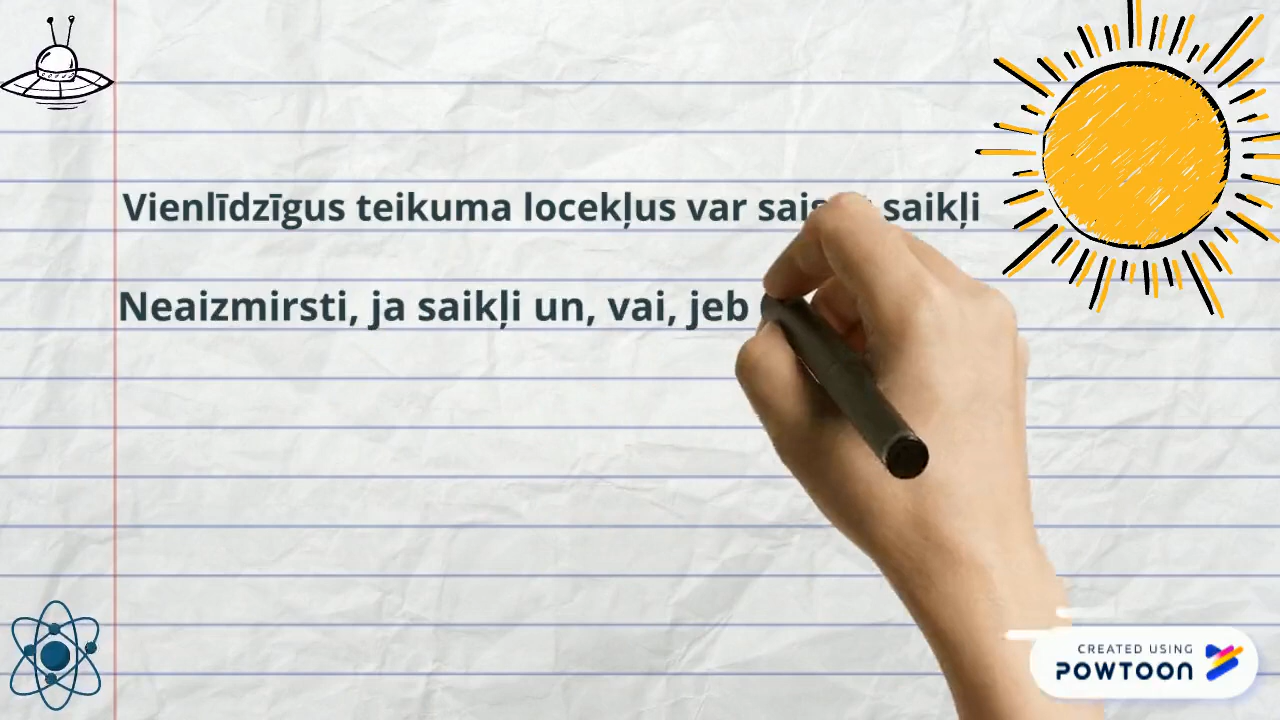 Vienlīdzīgus teikuma locekļus var saikļi
Neaizmirsti, ja saikļi un, vai, jeb
CREATED USING
POWTOON